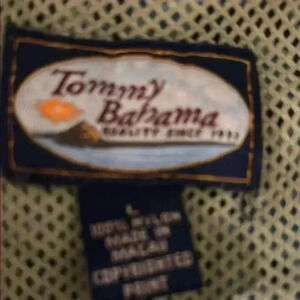 Tommy
Bahama
QUALITY SINCE 1993
L
100% NYLON
MADE IN
MACAU
COPYRIGHTED
PRINT